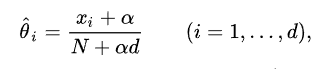 θ̂ᵢ = (xᵢ + α) / (N + αd)    (i = 1, . . . , d),